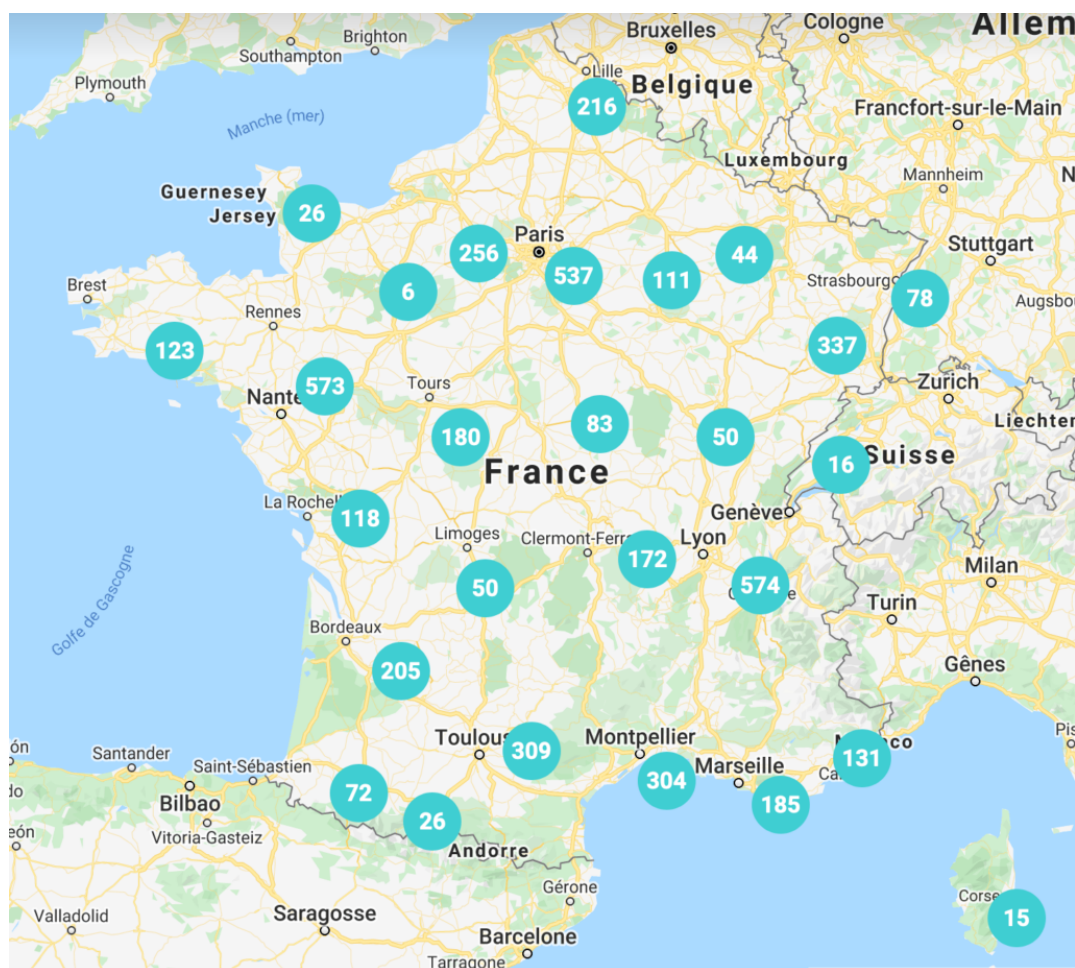 Brighton
Bruxelles
Cologne
Allem
Southampton
Lille
Belgique
Plymouth
216
Francfort-sur-le-Main
Manche (mer)
Luxembourg
Mannheim
Guernesey
Jersey
26
Paris
Stuttgart
256
537
111
44
Strasbourg
6
78
Brest
Augsbou
Rennes
123
337
573
Tours
Zurich
Nante
Liechten
83
180
50
France
16
Suisse
La Rochel
118
Genève
Limoges
Clermont-Ferra
Lyon
172
Milan
574
50
Golfe de Gascogne
Turin
Bordeaux
205
Gênes
Toulous
309
Montpellier
Pis
Santander
Saint-Sébastien
Marseille
131
304
72
185
Bilbao
26
Vitoria-Gasteiz
Andorre
Gérone
Valladolid
Saragosse
Corse
15
Barcelone
Tarragone